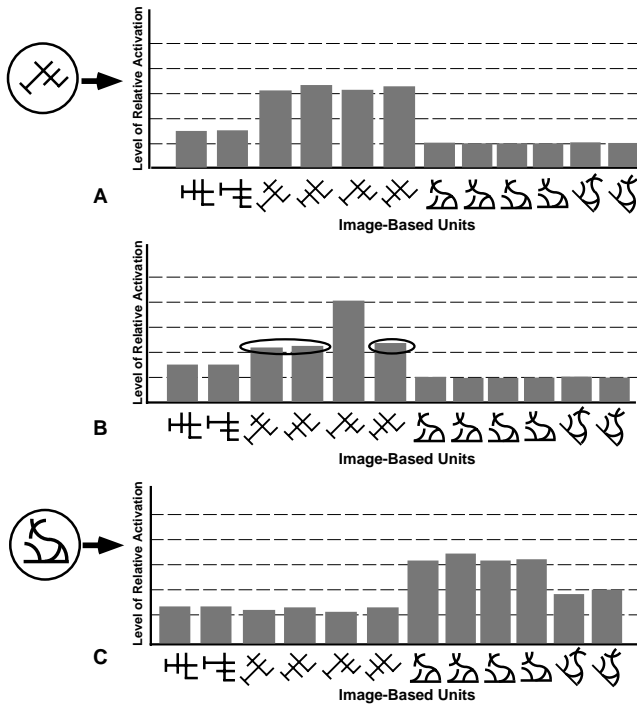 Level of Relative Activation
A
Image-Based Units
Level of Relative Activation
B
Image-Based Units
Level of Relative Activation
C
Image-Based Units